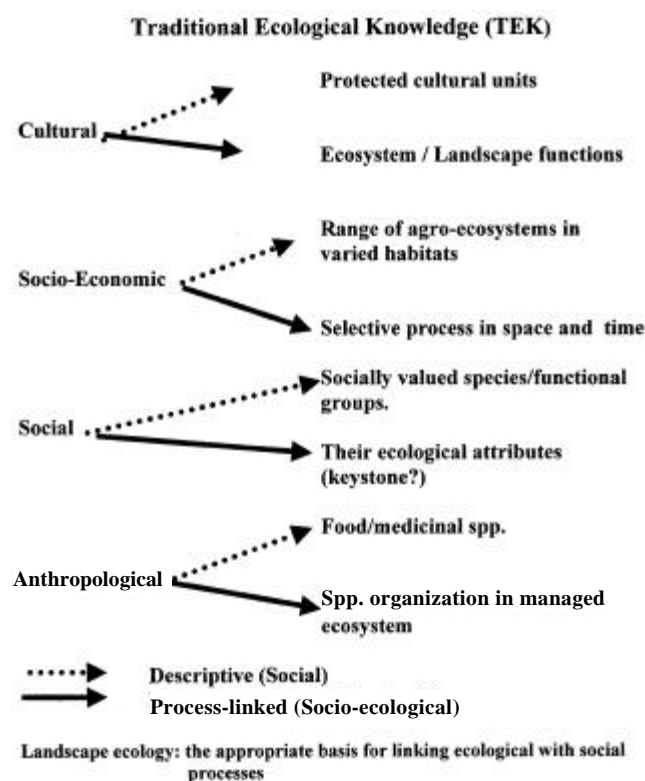 Traditional Ecological Knowledge (TEK)
Protected cultural units
Cultural
Ecosystem / Landscape functions
Range of agro-ecosystems in
varied habitats
Socio-Economic
Selective process in space and time
Socially valued species/functional
groups.
Social
Their ecological attributes
(keystone?)
Food/medicinal spp.
Anthropological
Spp. organization in managed
ecosystem
Descriptive (Social)
Process-linked (Socio-ecological)
Landscape ecology: the appropriate basis for linking ecological with social
processes